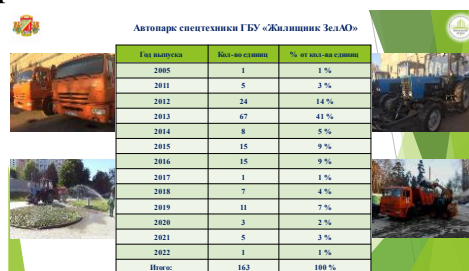 Автопарк спецтехники ГБУ «Жилищник ЗелАО»
Год выпуска Кол-во единиц % от кол-ва единиц
2005 1 1 %
2011 5 3 %
2012 24 14 %
2013 67 41 %
2014 8 5 %
2015 15 9 %
2016 15 9 %
2017 1 1 %
2018 7 4 %
2019 11 7 %
2020 3 2 %
2021 5 3 %
2022 1 1 %
Итого: 163 100 %